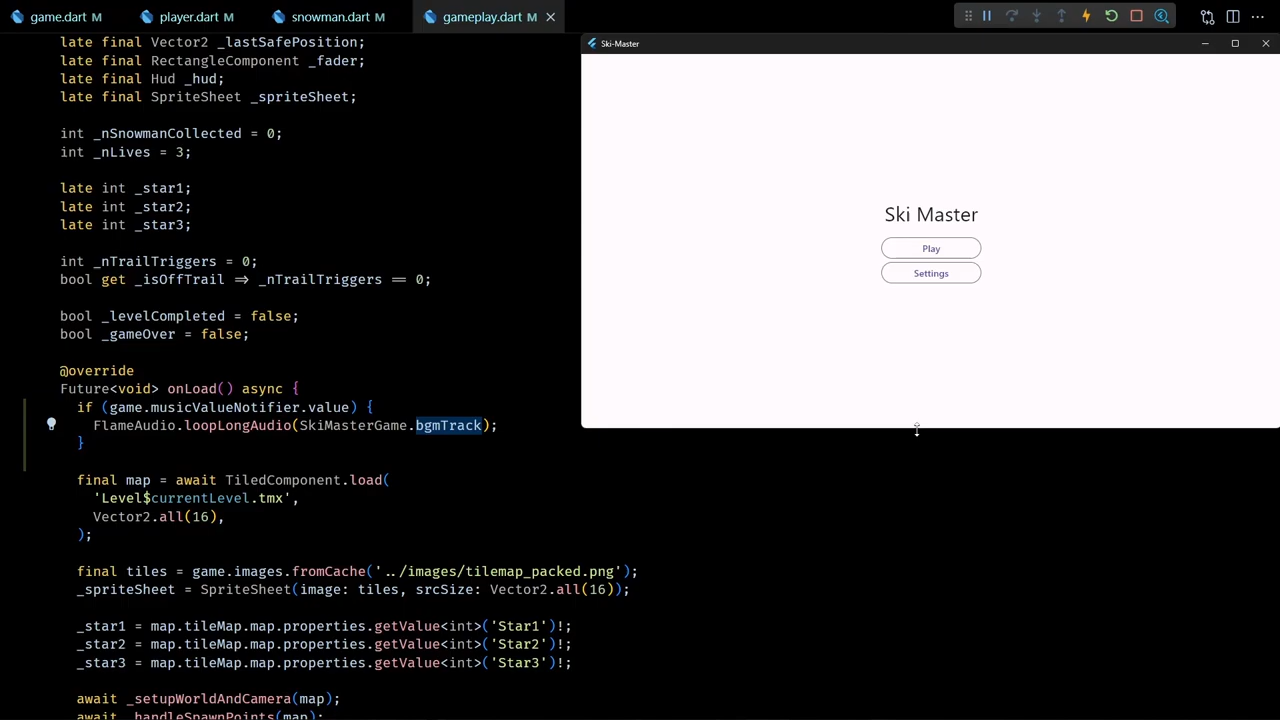 game.dart M
player.dart M
snowman.dart M
gameplay.dart M
late final Vector2 _lastSafePosition;
late final RectangleComponent _fader;
late final Hud _hud;
late final SpriteSheet _spriteSheet;
int _nSnowmanCollected = 0;
int _nLives = 3;
late int _star1;
late int _star2;
late int _star3;
int _nTrailTriggers = 0;
bool get _isOffTrail => _nTrailTriggers == 0;
bool _levelCompleted = false;
bool _gameOver = false;
@override
Future<void> onLoad() async {
if (game.musicValueNotifier.value) {
FlameAudio.loopLongAudio(SkiMasterGame.bgmTrack);
}
final map = await TiledComponent.load(
'Level$currentLevel.tmx',
Vector2.all(16),
);
final tiles = game.images.fromCache('../images/tilemap_packed.png');
_spriteSheet = SpriteSheet(image: tiles, srcSize: Vector2.all(16));
_star1 = map.tileMap.map.properties.getValue<int>('Star1')!;
_star2 = map.tileMap.map.properties.getValue<int>('Star2')!;
_star3 = map.tileMap.map.properties.getValue<int>('Star3')!;
await _setupWorldAndCamera(map);
await _handleSpawnPoints(map);
Ski-Master
Ski Master
Play
Settings